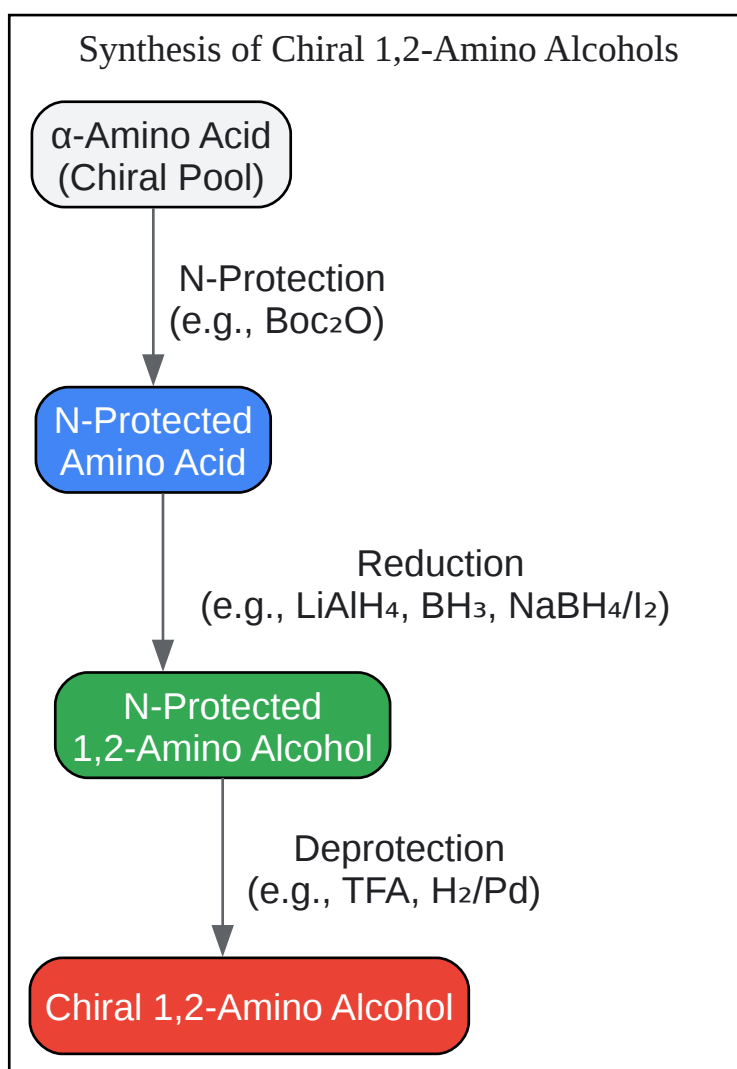 Synthesis of Chiral 1,2-Amino Alcohols
α-Amino Acid
(Chiral Pool)
N-Protection
(e.g., Boc₂O)
N-Protected
Amino Acid
Reduction
(e.g., LiAlH₄, BH₃, NaBH₄/I₂)
N-Protected
1,2-Amino Alcohol
Deprotection
(e.g., TFA, H₂/Pd)
Chiral 1,2-Amino Alcohol